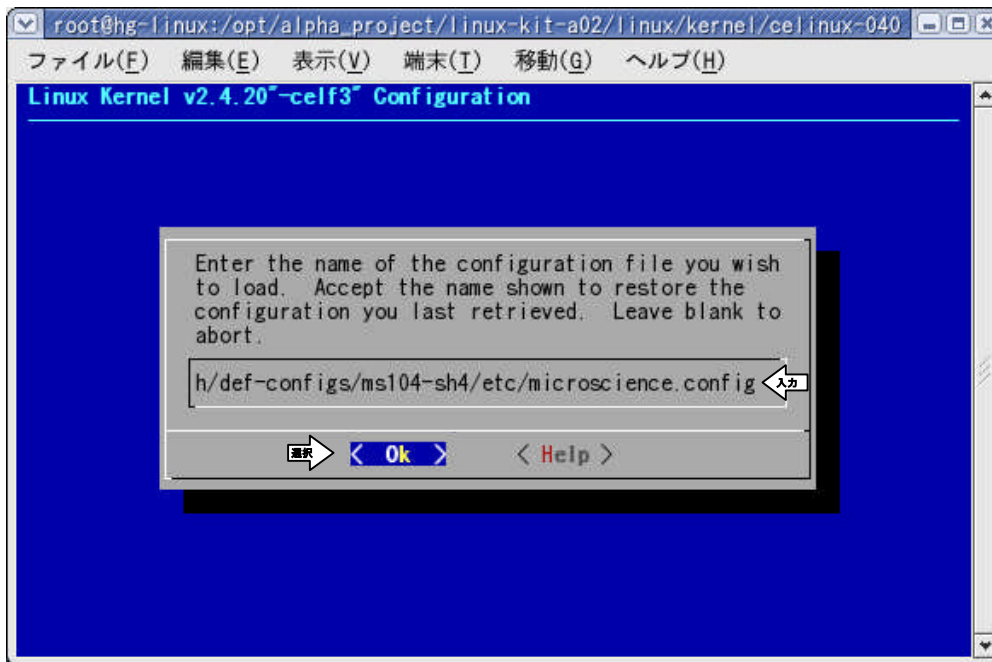 root@hg-linux:/opt/alpha_project/linux-kit-a02/linux/kernel/celinux-040
ファイル(F) 編集(E) 表示(V) 端末(T) 移動(G) ヘルプ(H)
Linux Kernel v2.4.20"-celf3" Configuration
Enter the name of the configuration file you wish
to load.  Accept the name shown to restore the
configuration you last retrieved.  Leave blank to
abort.
h/def-configs/ms104-sh4/etc/microscience.config 入力
選択 < Ok > < Help >